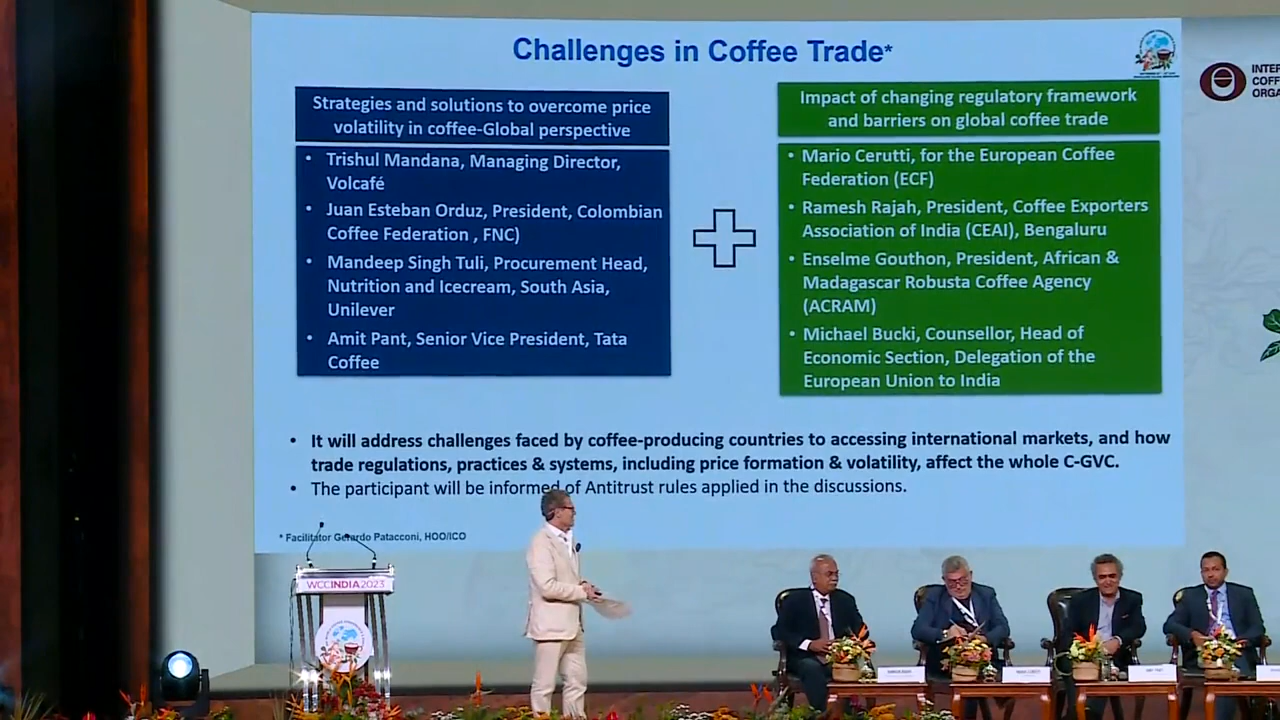 Challenges in Coffee Trade*
Strategies and solutions to overcome price
volatility in coffee-Global perspective
• Trishul Mandana, Managing Director,
Volcafé
• Juan Esteban Orduz, President, Colombian
Coffee Federation , FNC)
• Mandeep Singh Tuli, Procurement Head,
Nutrition and Icecream, South Asia,
Unilever
• Amit Pant, Senior Vice President, Tata
Coffee
Impact of changing regulatory framework
and barriers on global coffee trade
• Mario Cerutti, for the European Coffee
Federation (ECF)
• Ramesh Rajah, President, Coffee Exporters
Association of India (CEAI), Bengaluru
• Enselme Gouthon, President, African &
Madagascar Robusta Coffee Agency
(ACRAM)
• Michael Bucki, Counsellor, Head of
Economic Section, Delegation of the
European Union to India
• It will address challenges faced by coffee-producing countries to accessing international markets, and how
trade regulations, practices & systems, including price formation & volatility, affect the whole C-GVC.
• The participant will be informed of Antitrust rules applied in the discussions.
* Facilitator Gerardo Patacconi, HOO/ICO
INTER
COFF
ORGA
WCCINDIA2023